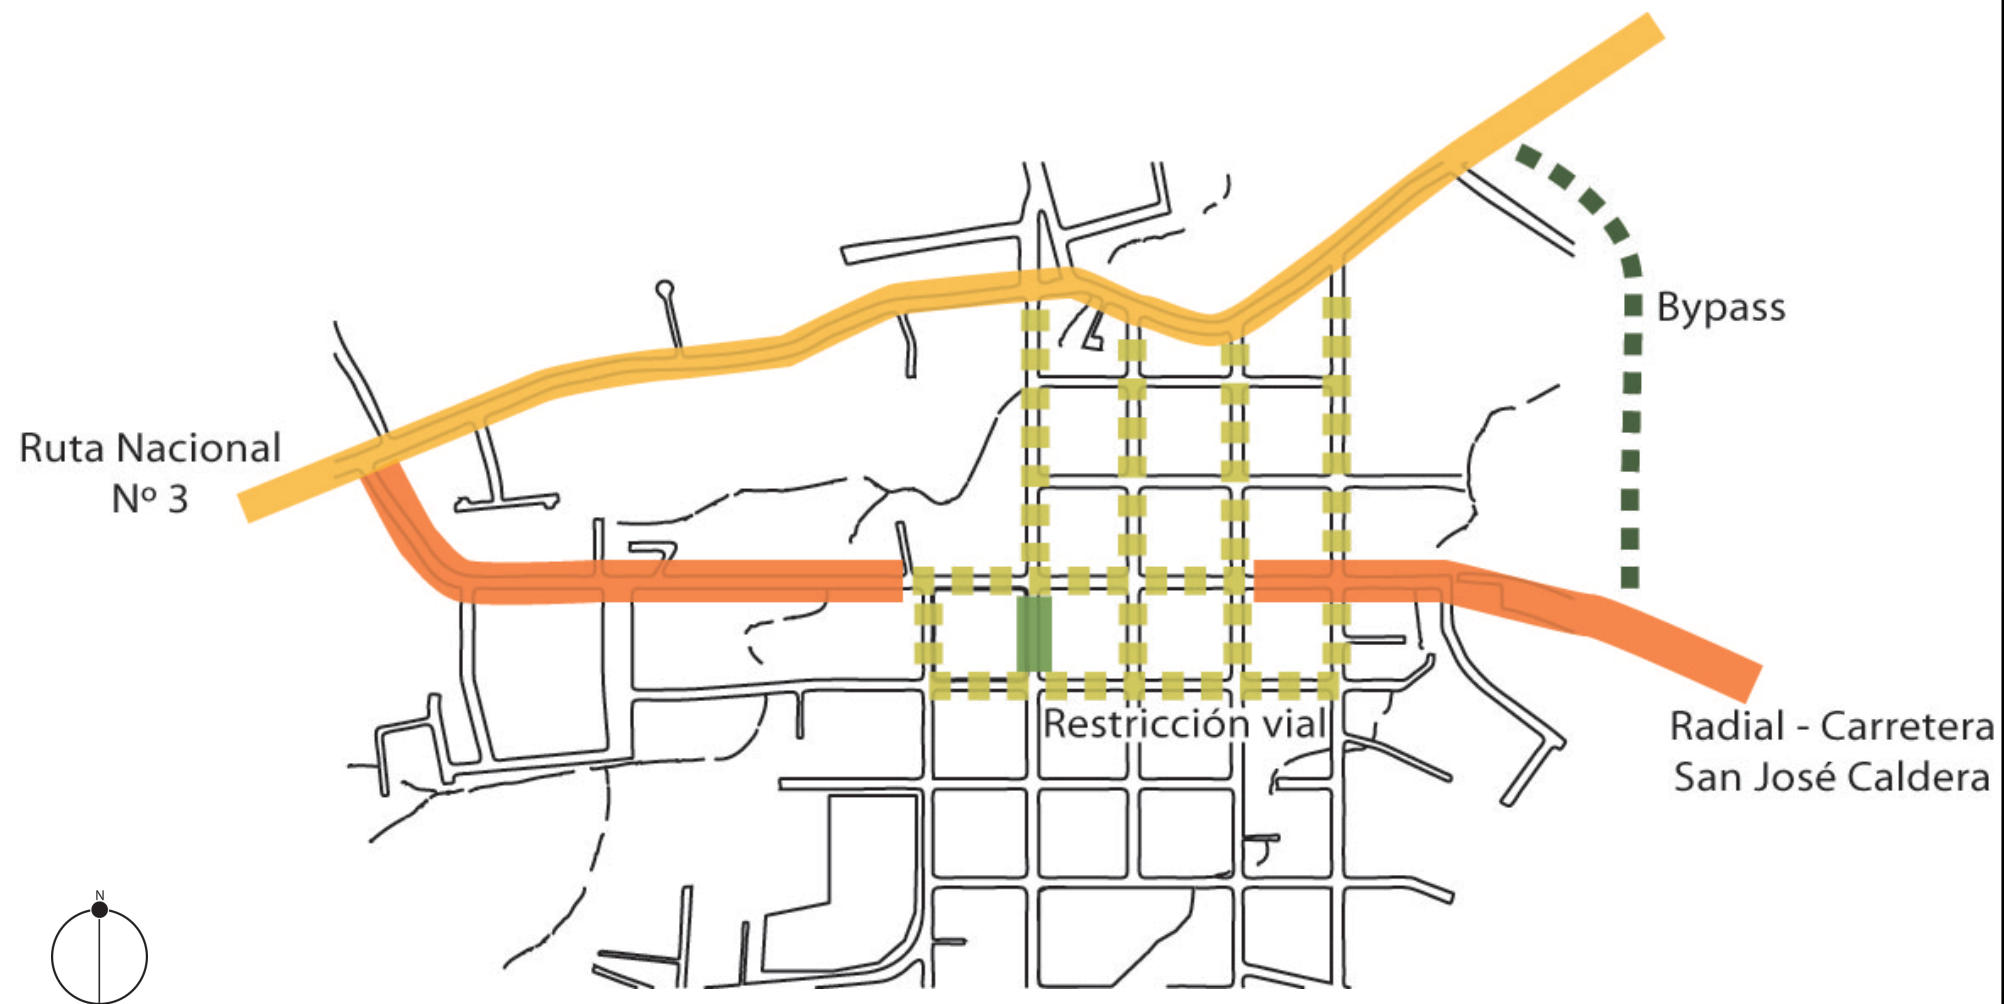 Bypass
Ruta Nacional
Nº 3
Restricción vial
Radial - Carretera
San José Caldera
N